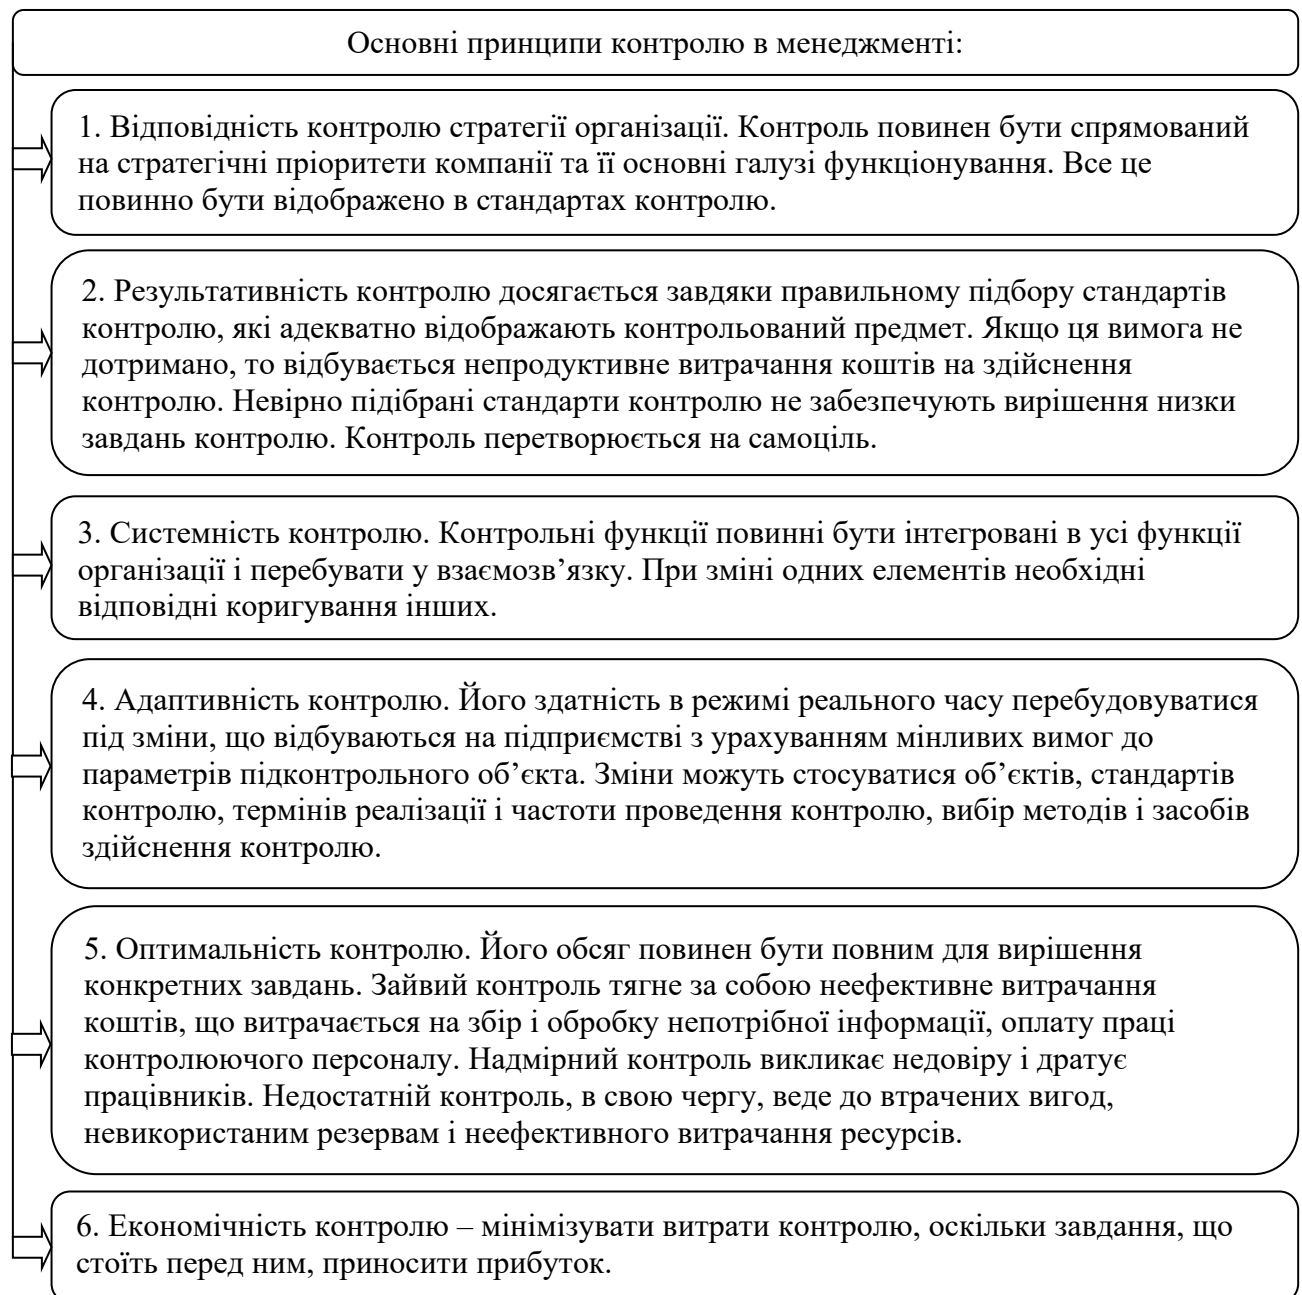 Основні принципи контролю в менеджменті:
1. Відповідність контролю стратегії організації. Контроль повинен бути спрямований
на стратегічні пріоритети компанії та її основні галузі функціонування. Все це
повинно бути відображено в стандартах контролю.
2. Результативність контролю досягається завдяки правильному підбору стандартів
контролю, які адекватно відображають контрольований предмет. Якщо ця вимога не
дотримано, то відбувається непродуктивне витрачання коштів на здійснення
контролю. Невірно підібрані стандарти контролю не забезпечують вирішення низки
завдань контролю. Контроль перетворюється на самоціль.
3. Системність контролю. Контрольні функції повинні бути інтегровані в усі функції
організації і перебувати у взаємозв’язку. При зміні одних елементів необхідні
відповідні коригування інших.
4. Адаптивність контролю. Його здатність в режимі реального часу перебудовуватися
під зміни, що відбуваються на підприємстві з урахуванням мінливих вимог до
параметрів підконтрольного об’єкта. Зміни можуть стосуватися об’єктів, стандартів
контролю, термінів реалізації і частоти проведення контролю, вибір методів і засобів
здійснення контролю.
5. Оптимальність контролю. Його обсяг повинен бути повним для вирішення
конкретних завдань. Зайвий контроль тягне за собою неефективне витрачання
коштів, що витрачається на збір і обробку непотрібної інформації, оплату праці
контролюючого персоналу. Надмірний контроль викликає недовіру і дратує
працівників. Недостатній контроль, в свою чергу, веде до втрачених вигод,
невикористаним резервам і неефективного витрачання ресурсів.
6. Економічність контролю – мінімізувати витрати контролю, оскільки завдання, що
стоїть перед ним, приносити прибуток.